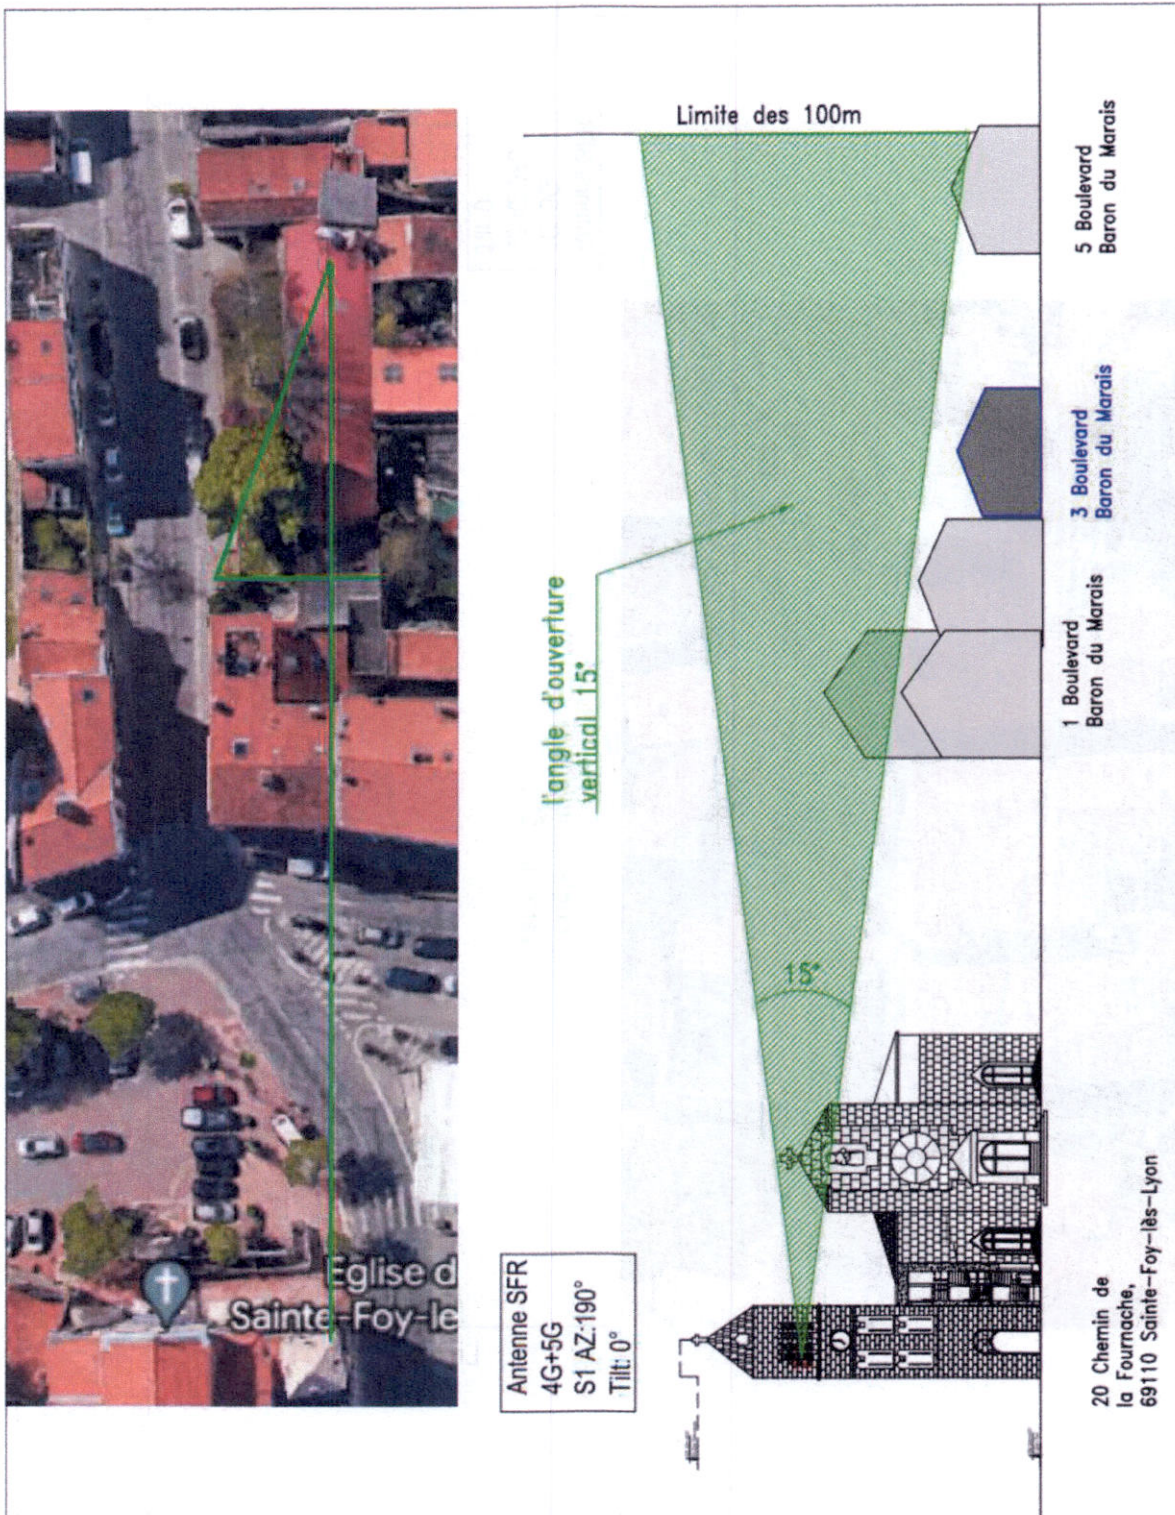 Limite des 100m
l'angle d'ouverture
vertical 15°
15°
5 Boulevard
Baron du Marais
3 Boulevard
Baron du Marais
1 Boulevard
Baron du Marais
Antenne SFR
4G+5G
S1 AZ:190°
Tilt: 0°
20 Chemin de
la Fournache,
69110 Sainte-Foy-lès-Lyon
Eglise d
Sainte-Foy-le